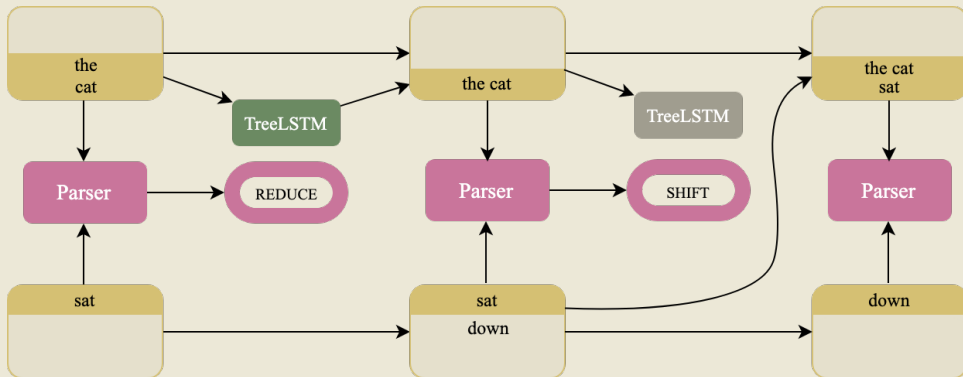 the
cat
the cat
the cat
sat
TreeLSTM
TreeLSTM
Parser
REDUCE
Parser
SHIFT
Parser
sat
sat
down
down